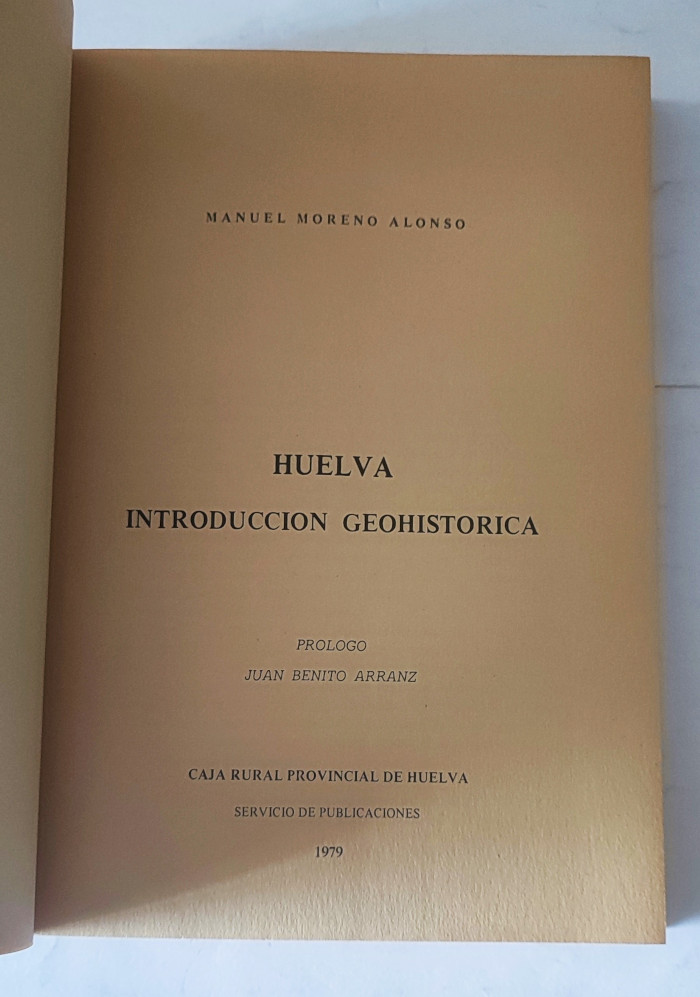 MANUEL MORENO ALONSO
HUELVA
INTRODUCCION GEOHISTORICA
PROLOGO
JUAN BENITO ARRANZ
CAJA RURAL PROVINCIAL DE HUELVA
SERVICIO DE PUBLICACIONES
1979